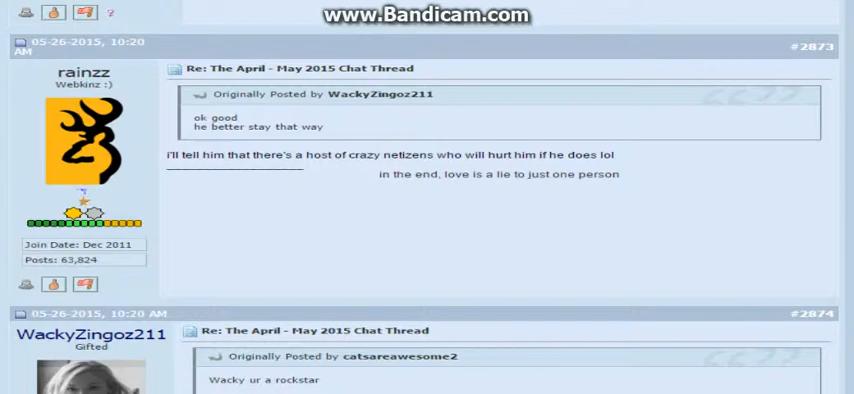 www.Bandicam.com
?
05-26-2015, 10:20
AM
#2873
rainzz
Webkinz :)
Re: The April - May 2015 Chat Thread
Originally Posted by WackyZingoz211
ok good
he better stay that way
i'll tell him that there's a host of crazy netizens who will hurt him if he does lol
in the end, love is a lie to just one person
Join Date: Dec 2011
Posts: 63,824
05-26-2015, 10:20 AM
#2874
WackyZingoz211
Gifted
Re: The April - May 2015 Chat Thread
Originally Posted by catsareawesome2
Wacky ur a rockstar